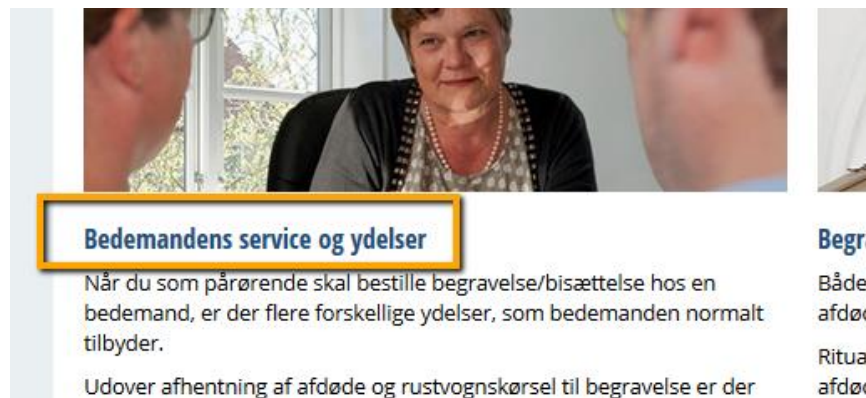 Bedemandens service og ydelser
Når du som pårørende skal bestille begravelse/bisættelse hos en
bedemand, er der flere forskellige ydelser, som bedemanden normalt
tilbyder.
Udover afhentning af afdøde og rustvognskørsel til begravelse er der
Både